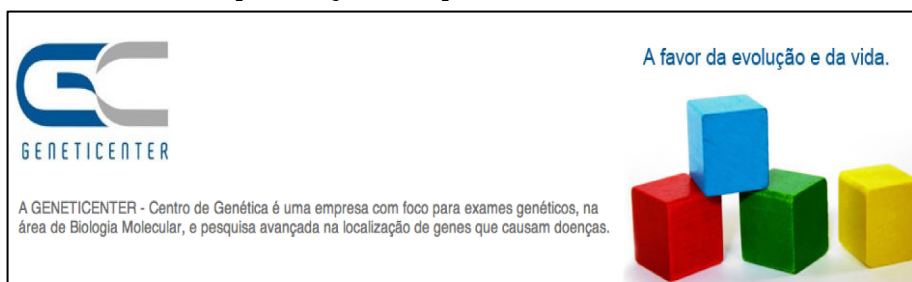 GC
GENETICENTER
A favor da evolução e da vida.
A GENETICENTER - Centro de Genética é uma empresa com foco para exames genéticos, na
área de Biologia Molecular, e pesquisa avançada na localização de genes que causam doenças.